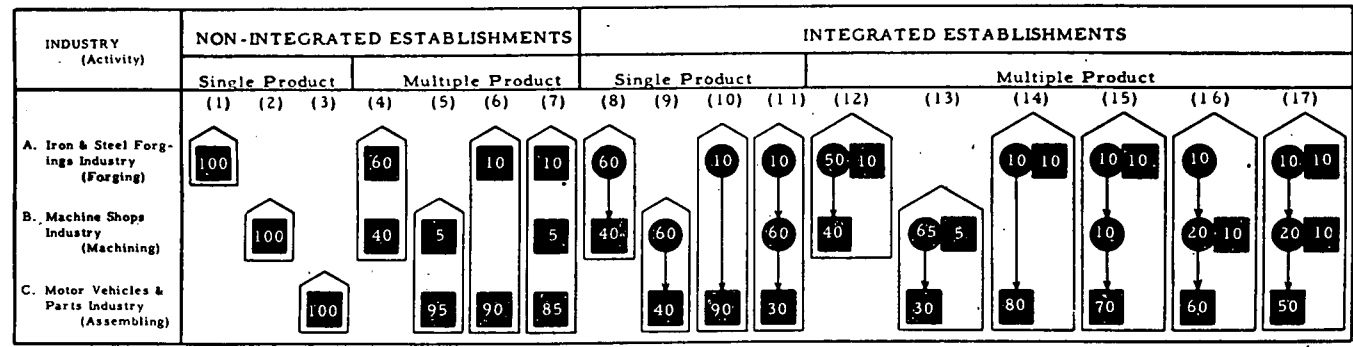 INDUSTRY
(Activity)
NON-INTEGRATED ESTABLISHMENTS
INTEGRATED ESTABLISHMENTS
Single Product
Multiple Product
Single Product
Multiple Product
(1) (2) (3) (4) (5) (6) (7) (8) (9) (10) (11) (12) (13) (14) (15) (16) (17)
A. Iron & Steel Forg-
ings Industry
(Forging)
100 60 10 10 60 10 10 50 10 10 10 10 10 10 10 10
B. Machine Shops
Industry
(Machining)
100 40 5 5 40 60 60 40 65 5 10 20 10 20 10
C. Motor Vehicles &
Parts Industry
(Assembling)
100 95 90 85 40 90 30 30 80 70 60 50